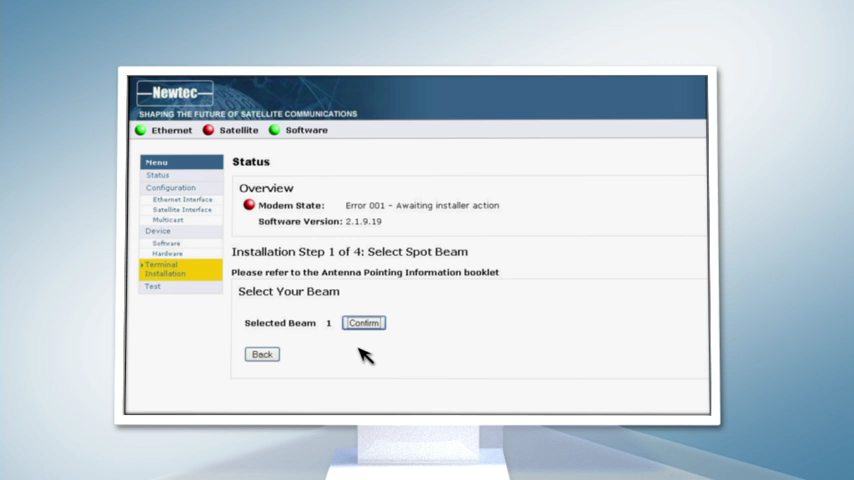 Newtec
SHAPING THE FUTURE OF SATELLITE COMMUNICATIONS
Ethernet Satellite Software
Menu
Status
Configuration
Ethernet Interface
Satellite Interface
Multicast
Device
Software
Hardware
Terminal
Installation
Test
Status
Overview
Modem State: Error 001 - Awaiting installer action
Software Version: 2.1.9.19
Installation Step 1 of 4: Select Spot Beam
Please refer to the Antenna Pointing Information booklet
Select Your Beam
Selected Beam 1 Confirm
Back